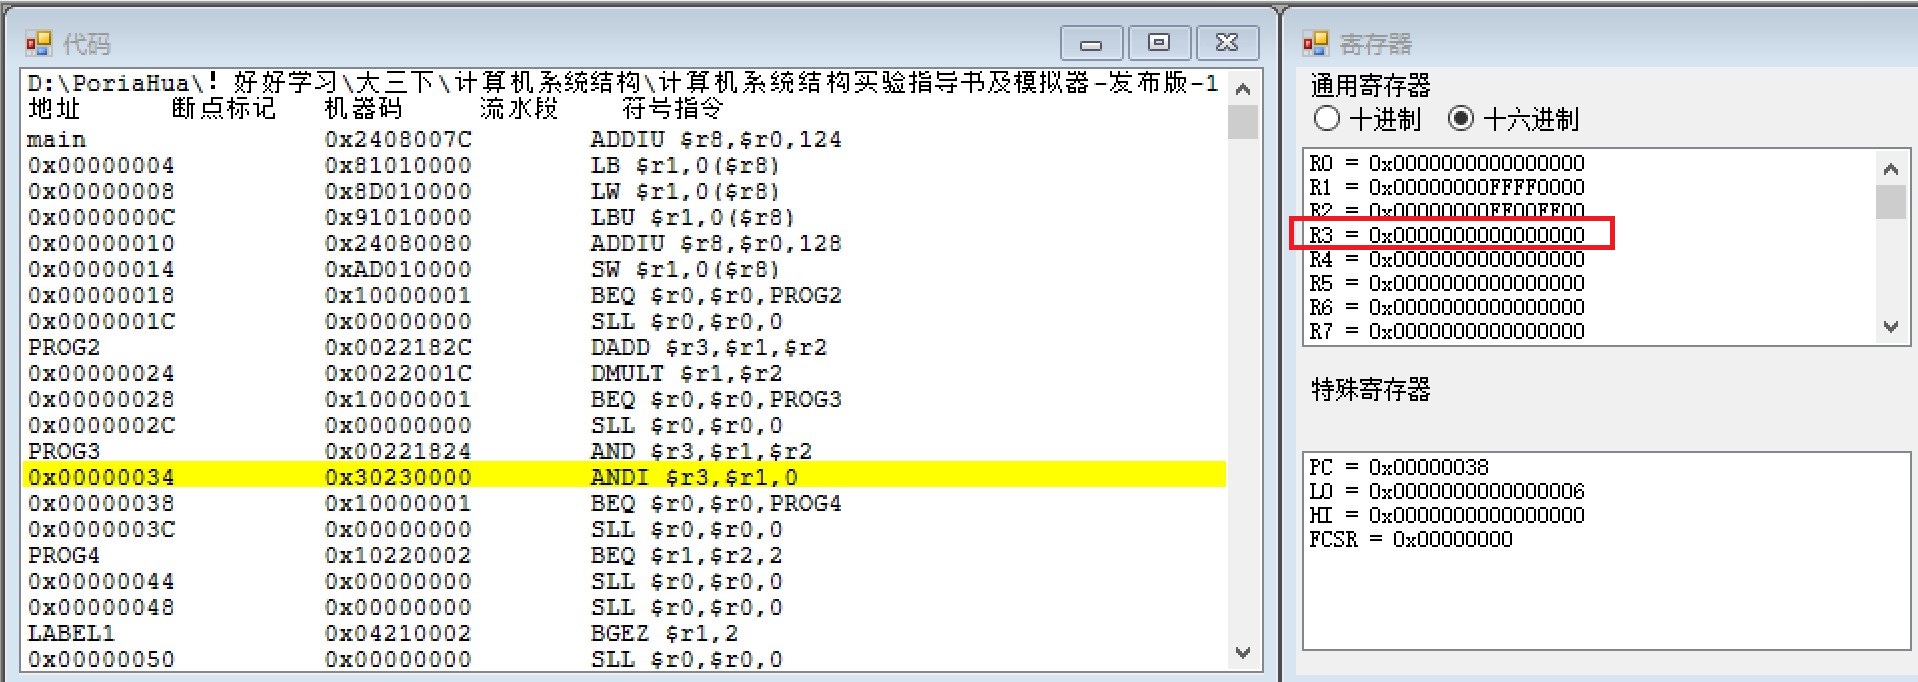 代码
D:\PoriaHua\! 好好学习\大三下\计算机系统结构\计算机系统结构实验指导书及模拟器-发布版-1
地址 断点标记 机器码 流水段 符号指令
main 0x2408007C ADDIU $r8,$r0,124
0x00000004 0x81010000 LB $r1,0($r8)
0x00000008 0x8D010000 LW $r1,0($r8)
0x0000000C 0x91010000 LBU $r1,0($r8)
0x00000010 0x24080080 ADDIU $r8,$r0,128
0x00000014 0xAD010000 SW $r1,0($r8)
0x00000018 0x10000001 BEQ $r0,$r0,PROG2
0x0000001C 0x00000000 SLL $r0,$r0,0
PROG2 0x0022182C DADD $r3,$r1,$r2
0x00000024 0x0022001C DMULT $r1,$r2
0x00000028 0x10000001 BEQ $r0,$r0,PROG3
0x0000002C 0x00000000 SLL $r0,$r0,0
PROG3 0x00221824 AND $r3,$r1,$r2
0x00000034 0x30230000 ANDI $r3,$r1,0
0x00000038 0x10000001 BEQ $r0,$r0,PROG4
0x0000003C 0x00000000 SLL $r0,$r0,0
PROG4 0x10220002 BEQ $r1,$r2,2
0x00000044 0x00000000 SLL $r0,$r0,0
0x00000048 0x00000000 SLL $r0,$r0,0
LABEL1 0x04210002 BGEZ $r1,2
0x00000050 0x00000000 SLL $r0,$r0,0
寄存器
通用寄存器
十进制 十六进制
R0 = 0x0000000000000000
R1 = 0x00000000FFFF0000
R2 = 0x00000000FF00FF00
R3 = 0x0000000000000000
R4 = 0x0000000000000000
R5 = 0x0000000000000000
R6 = 0x0000000000000000
R7 = 0x0000000000000000
特殊寄存器
PC = 0x00000038
LO = 0x0000000000000006
HI = 0x0000000000000000
FCSR = 0x00000000